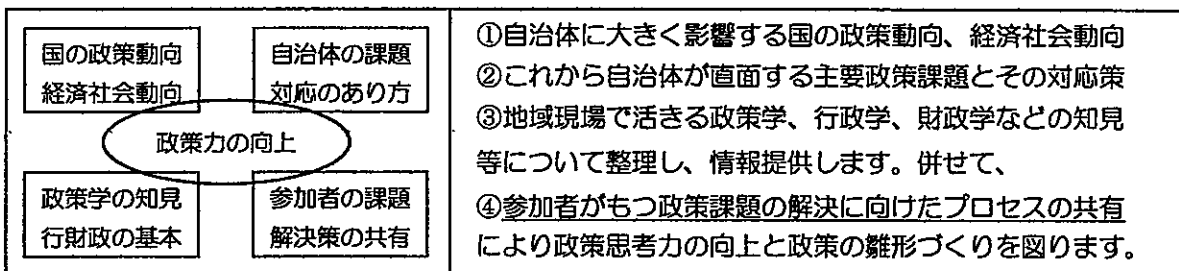 国の政策動向
経済社会動向
自治体の課題
対応のあり方
政策力の向上
政策学の知見
行財政の基本
参加者の課題
解決策の共有
①自治体に大きく影響する国の政策動向、経済社会動向
②これから自治体が直面する主要政策課題とその対応策
③地域現場で活きる政策学、行政学、財政学などの知見
等について整理し、情報提供します。併せて、
④参加者がもつ政策課題の解決に向けたプロセスの共有
により政策思考力の向上と政策の雛形づくりを図ります。